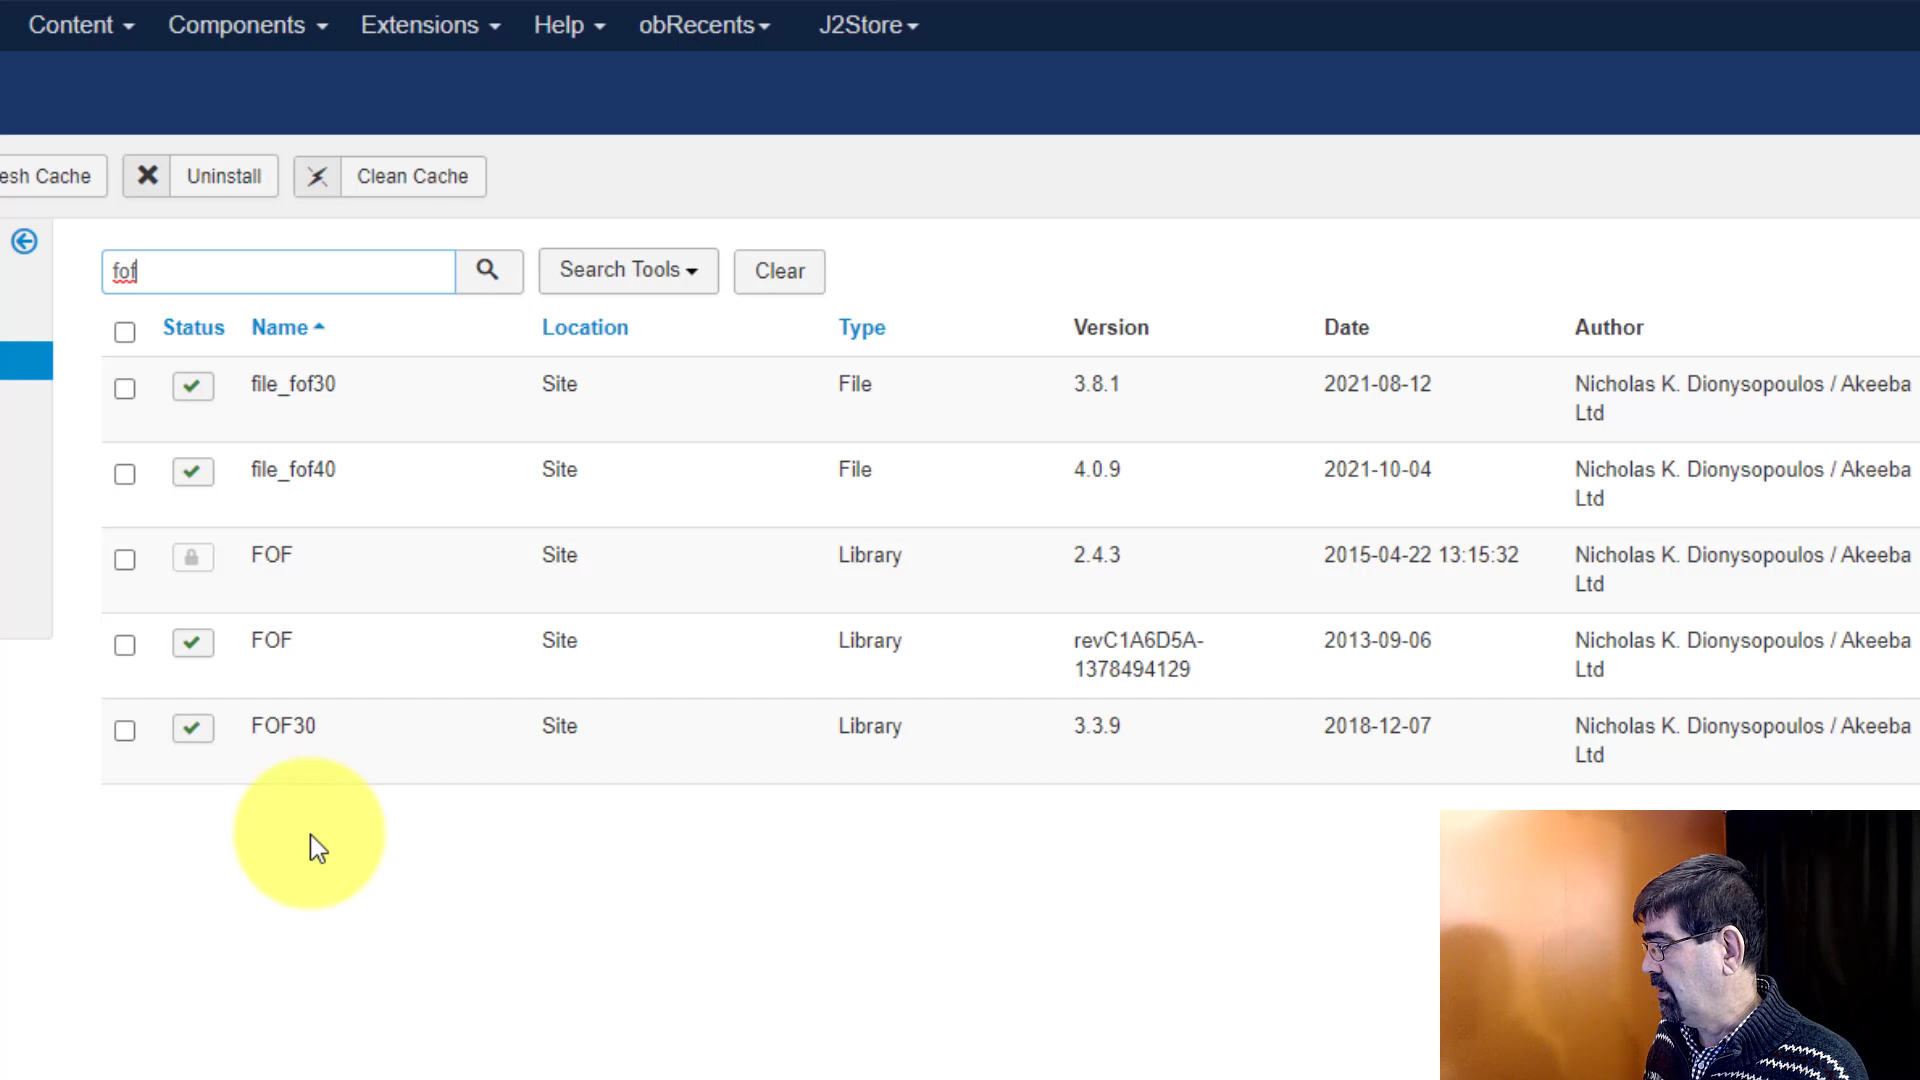 Content Components Extensions Help obRecents J2Store
esh Cache Uninstall Clean Cache
fof Search Tools Clear
Status Name Location Type Version Date Author
file_fof30 Site File 3.8.1 2021-08-12 Nicholas K. Dionysopoulos / Akeeba
Ltd
file_fof40 Site File 4.0.9 2021-10-04 Nicholas K. Dionysopoulos / Akeeba
Ltd
FOF Site Library 2.4.3 2015-04-22 13:15:32 Nicholas K. Dionysopoulos / Akeeba
Ltd
FOF Site Library revC1A6D5A- 2013-09-06 Nicholas K. Dionysopoulos / Akeeba
1378494129 Ltd
FOF30 Site Library 3.3.9 2018-12-07 Nicholas K. Dionysopoulos / Akeeba
Ltd